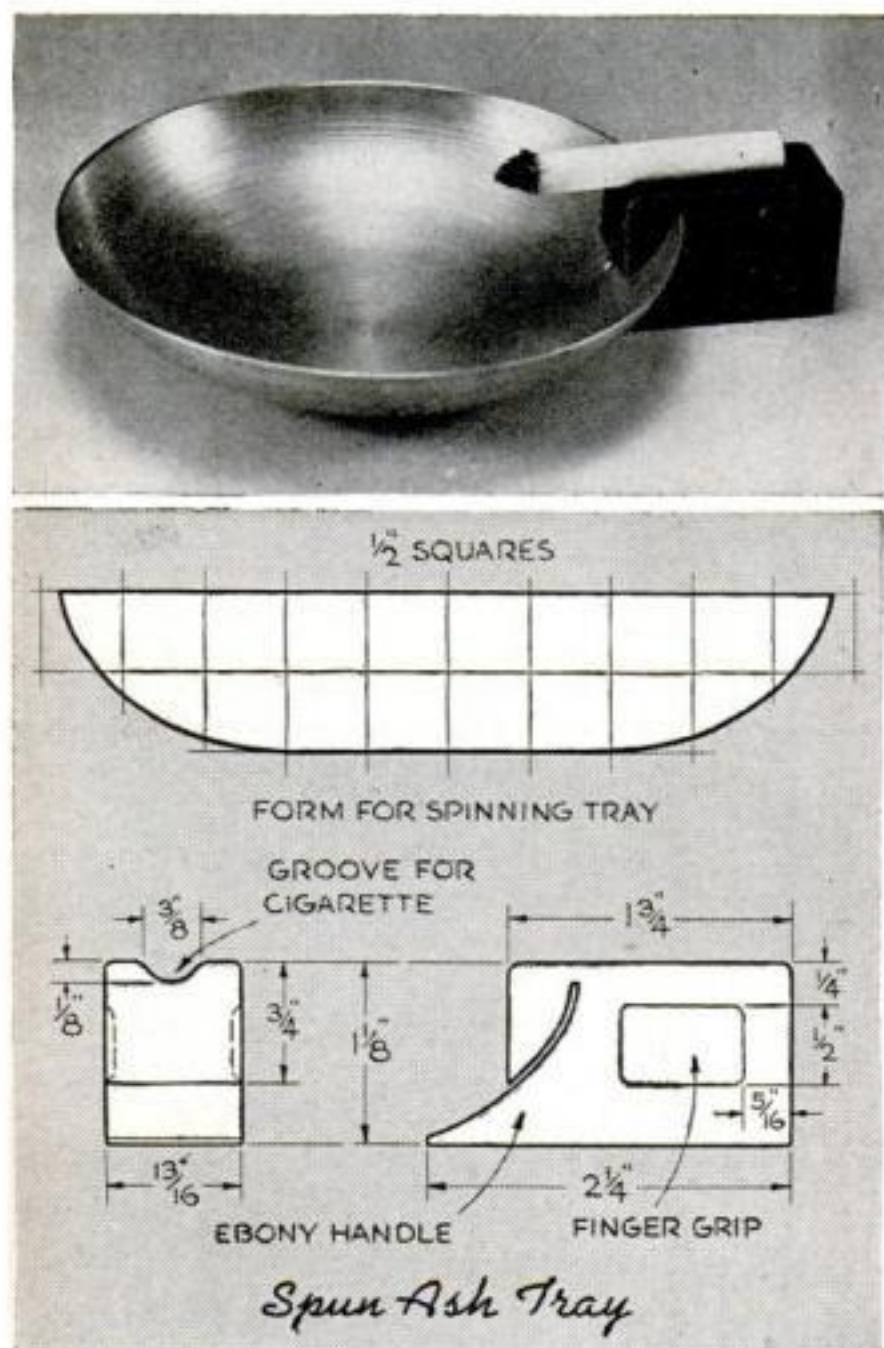 ½" SQUARES
FORM FOR SPINNING TRAY
GROOVE FOR
CIGARETTE
3/8"
1 3/4"
1/8"
3/4"
1 1/8"
1/4"
1/2"
5/16"
13/16"
2 1/4"
EBONY HANDLE
FINGER GRIP
Spun Ash Tray